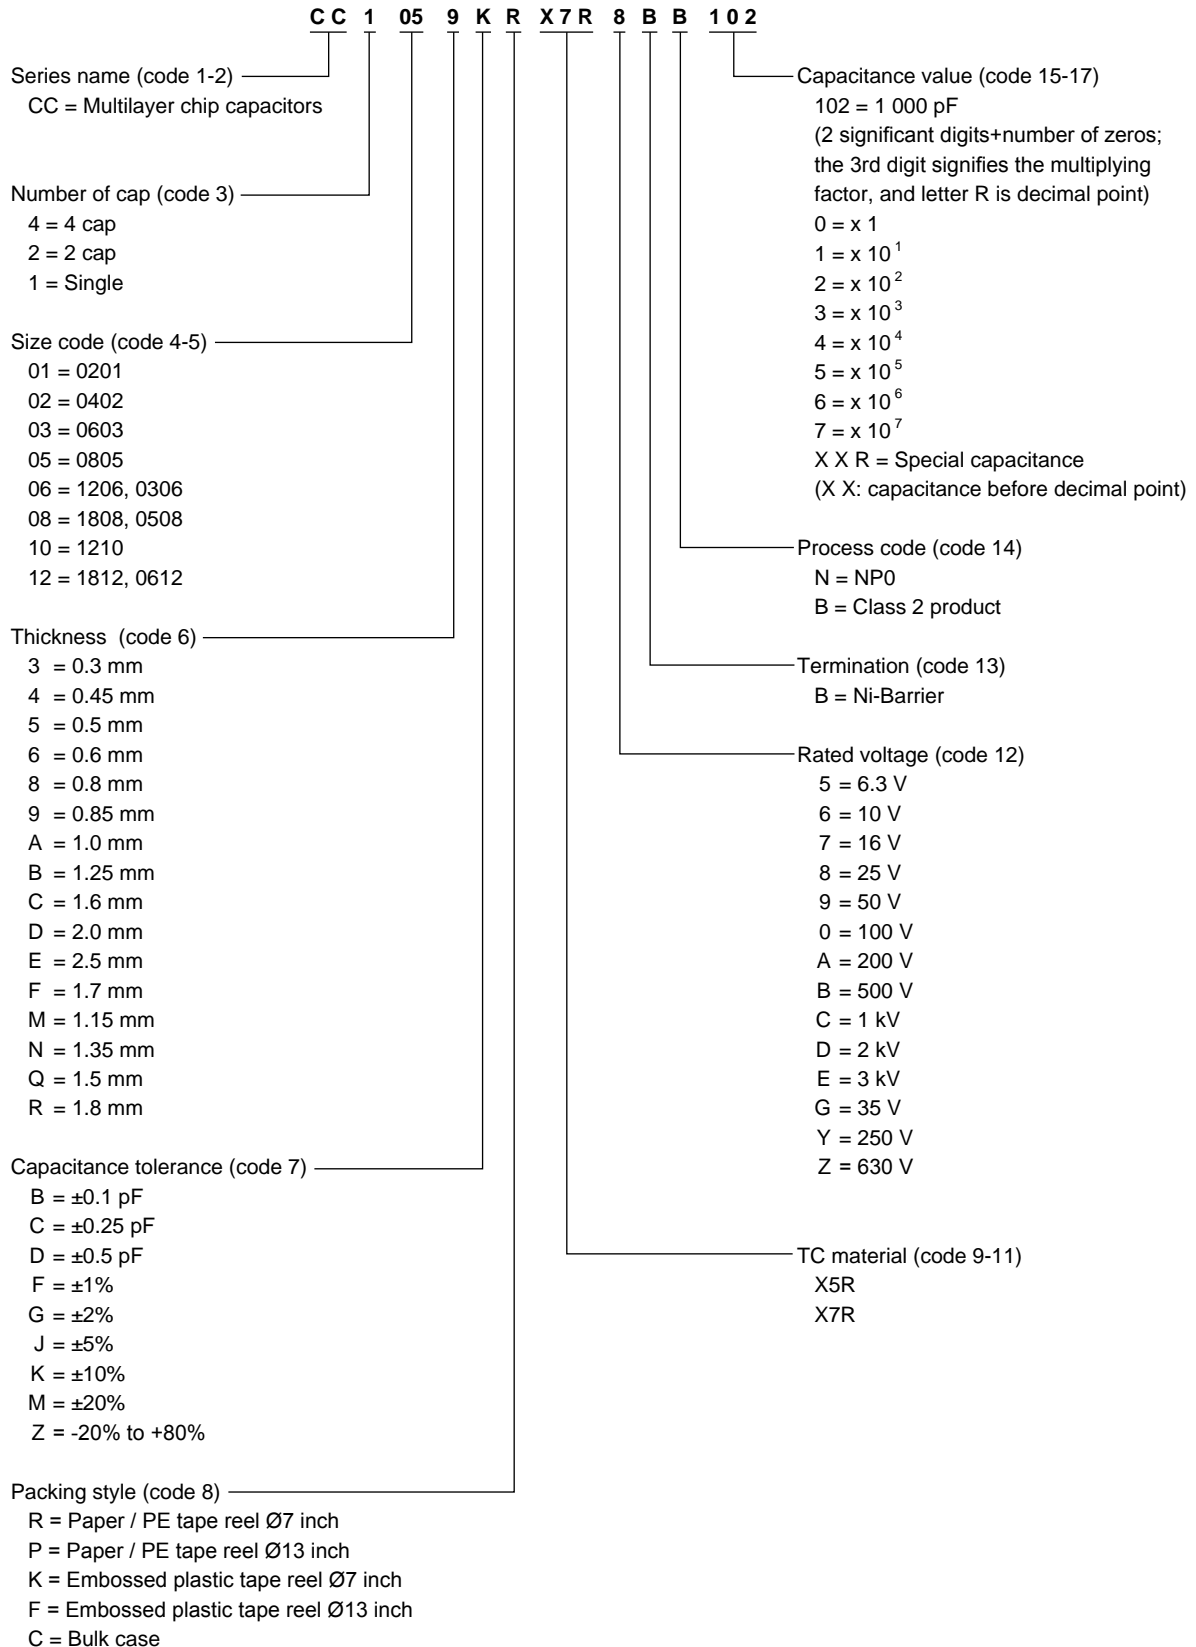 CC 1 05 9 K R X7R 8 B B 102
Series name (code 1-2)
CC = Multilayer chip capacitors
Number of cap (code 3)
4 = 4 cap
2 = 2 cap
1 = Single
Size code (code 4-5)
01 = 0201
02 = 0402
03 = 0603
05 = 0805
06 = 1206, 0306
08 = 1808, 0508
10 = 1210
12 = 1812, 0612
Thickness (code 6)
3 = 0.3 mm
4 = 0.45 mm
5 = 0.5 mm
6 = 0.6 mm
8 = 0.8 mm
9 = 0.85 mm
A = 1.0 mm
B = 1.25 mm
C = 1.6 mm
D = 2.0 mm
E = 2.5 mm
F = 1.7 mm
M = 1.15 mm
N = 1.35 mm
Q = 1.5 mm
R = 1.8 mm
Capacitance tolerance (code 7)
B = ±0.1 pF
C = ±0.25 pF
D = ±0.5 pF
F = ±1%
G = ±2%
J = ±5%
K = ±10%
M = ±20%
Z = -20% to +80%
Packing style (code 8)
R = Paper / PE tape reel Ø7 inch
P = Paper / PE tape reel Ø13 inch
K = Embossed plastic tape reel Ø7 inch
F = Embossed plastic tape reel Ø13 inch
C = Bulk case
Capacitance value (code 15-17)
102 = 1 000 pF
(2 significant digits+number of zeros;
the 3rd digit signifies the multiplying
factor, and letter R is decimal point)
0 = x 1
1 = x 10 ¹
2 = x 10 ²
3 = x 10 ³
4 = x 10 ⁴
5 = x 10 ⁵
6 = x 10 ⁶
7 = x 10 ⁷
X X R = Special capacitance
(X X: capacitance before decimal point)
Process code (code 14)
N = NP0
B = Class 2 product
Termination (code 13)
B = Ni-Barrier
Rated voltage (code 12)
5 = 6.3 V
6 = 10 V
7 = 16 V
8 = 25 V
9 = 50 V
0 = 100 V
A = 200 V
B = 500 V
C = 1 kV
D = 2 kV
E = 3 kV
G = 35 V
Y = 250 V
Z = 630 V
TC material (code 9-11)
X5R
X7R